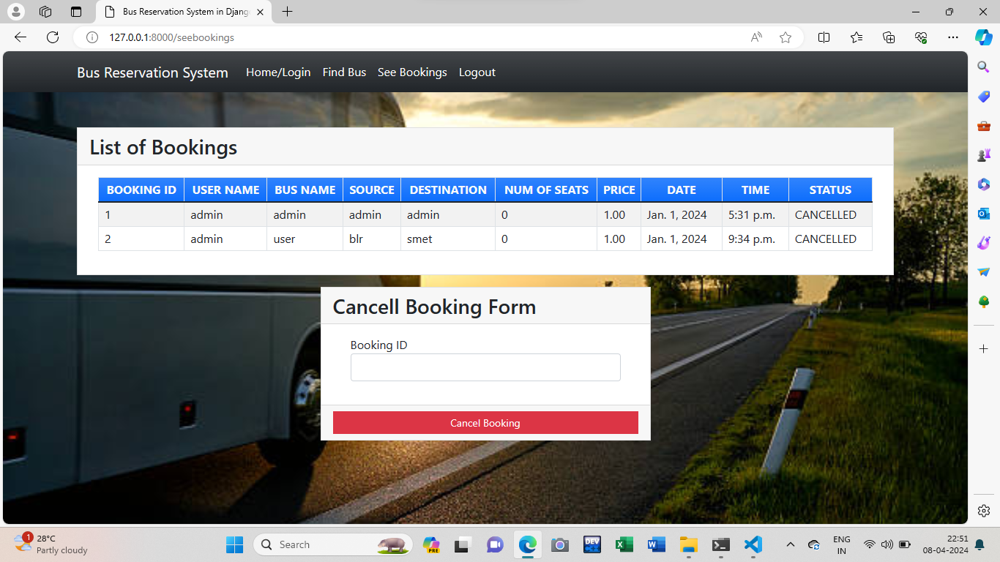 Bus Reservation System in Djang
127.0.0.1:8000/seebookings
Bus Reservation System Home/Login Find Bus See Bookings Logout
List of Bookings
BOOKING ID USER NAME BUS NAME SOURCE DESTINATION NUM OF SEATS PRICE DATE TIME STATUS
1 admin admin admin admin 0 1.00 Jan. 1, 2024 5:31 p.m. CANCELLED
2 admin user blr smet 0 1.00 Jan. 1, 2024 9:34 p.m. CANCELLED
Cancell Booking Form
Booking ID
Cancel Booking
1 28°C
Partly cloudy
Search
PRE
DEV
ENG
IN
22:51
08-04-2024